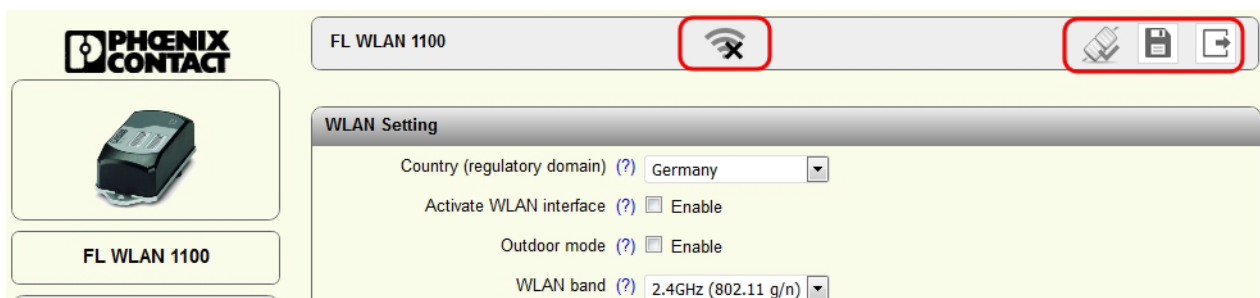 PHŒNIX
CONTACT
FL WLAN 1100
FL WLAN 1100
WLAN Setting
Country (regulatory domain) (?) Germany
Activate WLAN interface (?) Enable
Outdoor mode (?) Enable
WLAN band (?) 2.4GHz (802.11 g/n)